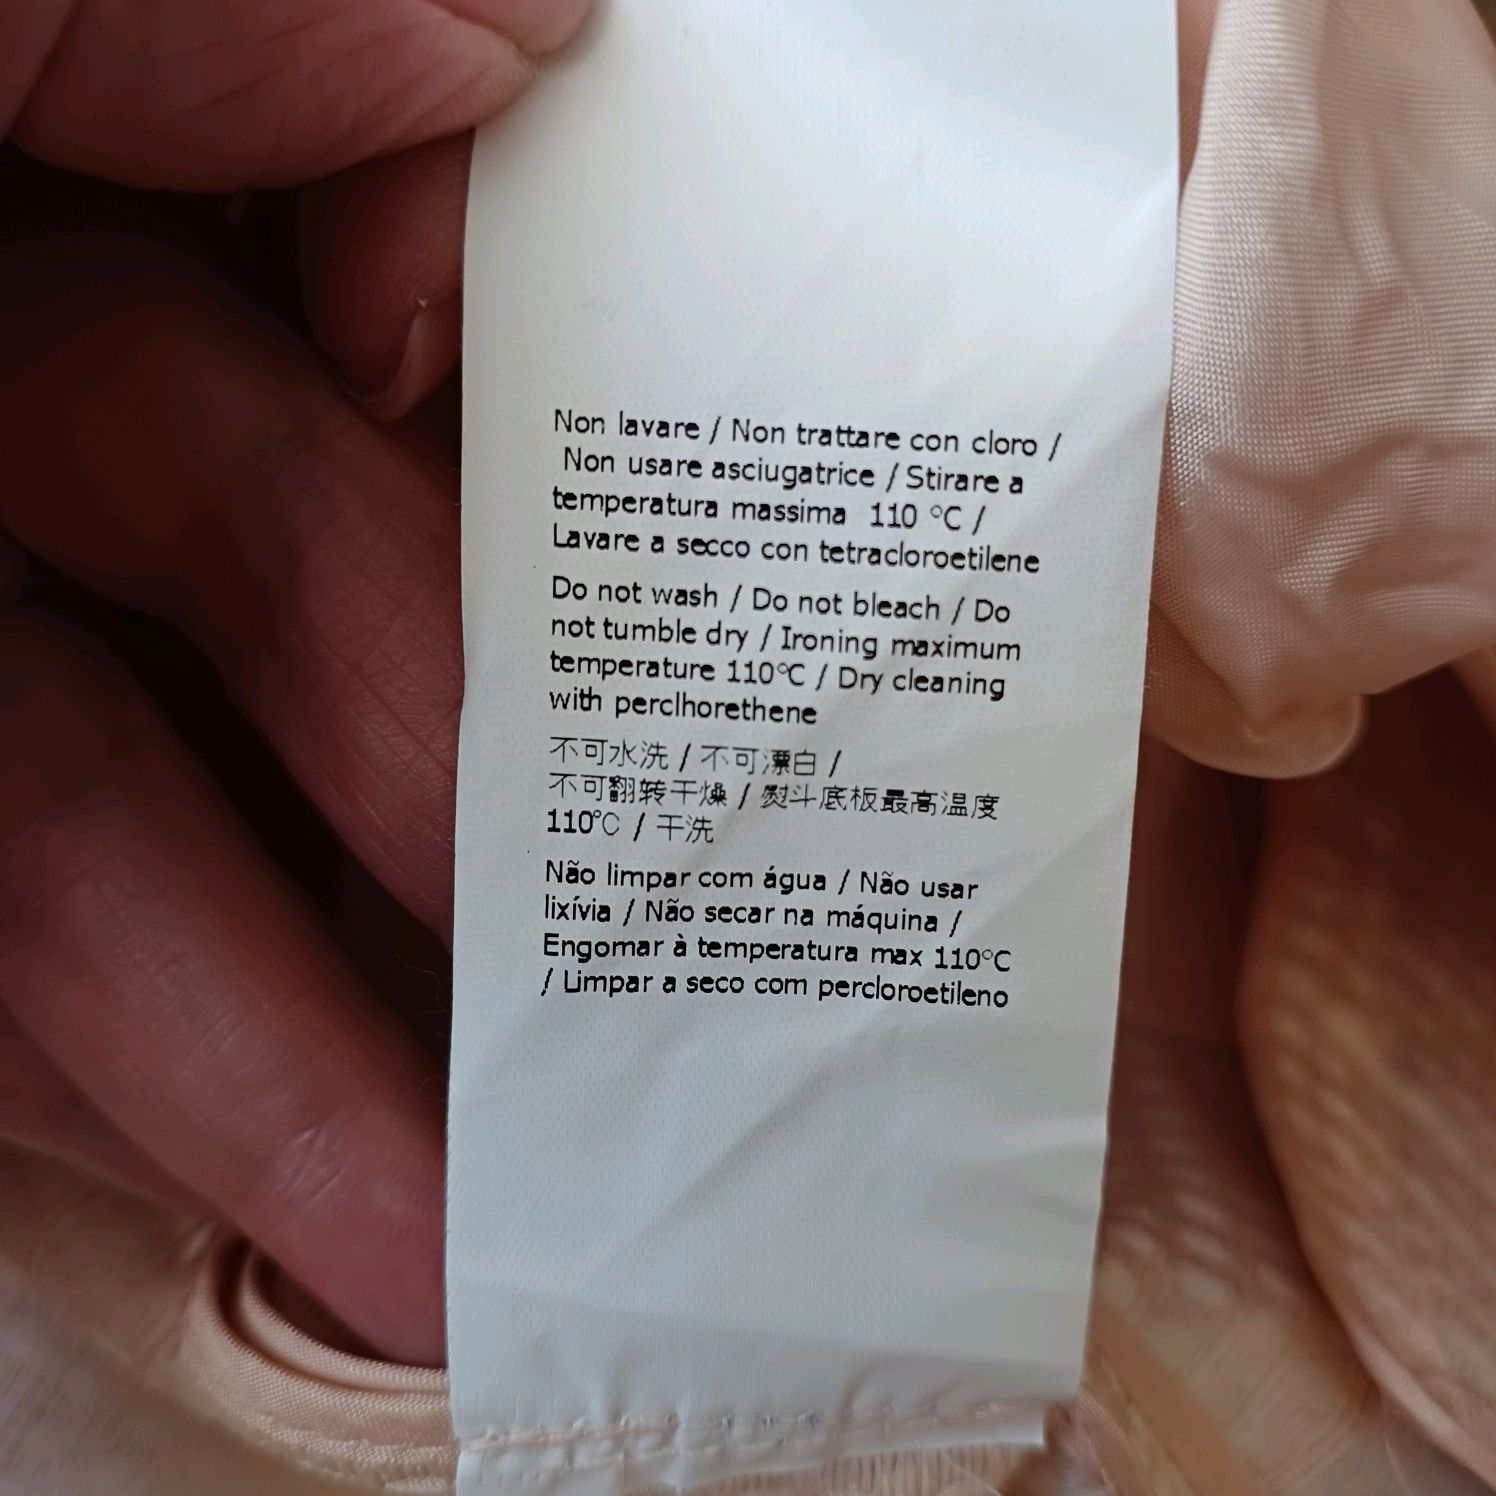 Non lavare / Non trattare con cloro /
Non usare asciugatrice / Stirare a
temperatura massima 110 °C /
Lavare a secco con tetracloroetilene
Do not wash / Do not bleach / Do
not tumble dry / Ironing maximum
temperature 110°C / Dry cleaning
with perclhorethene
不可水洗 / 不可漂白 /
不可翻转干燥 / 熨斗底板最高温度
110℃ / 干洗
Não limpar com água / Não usar
lixívia / Não secar na máquina /
Engomar à temperatura max 110°C
/ Limpar a seco com percloroetileno